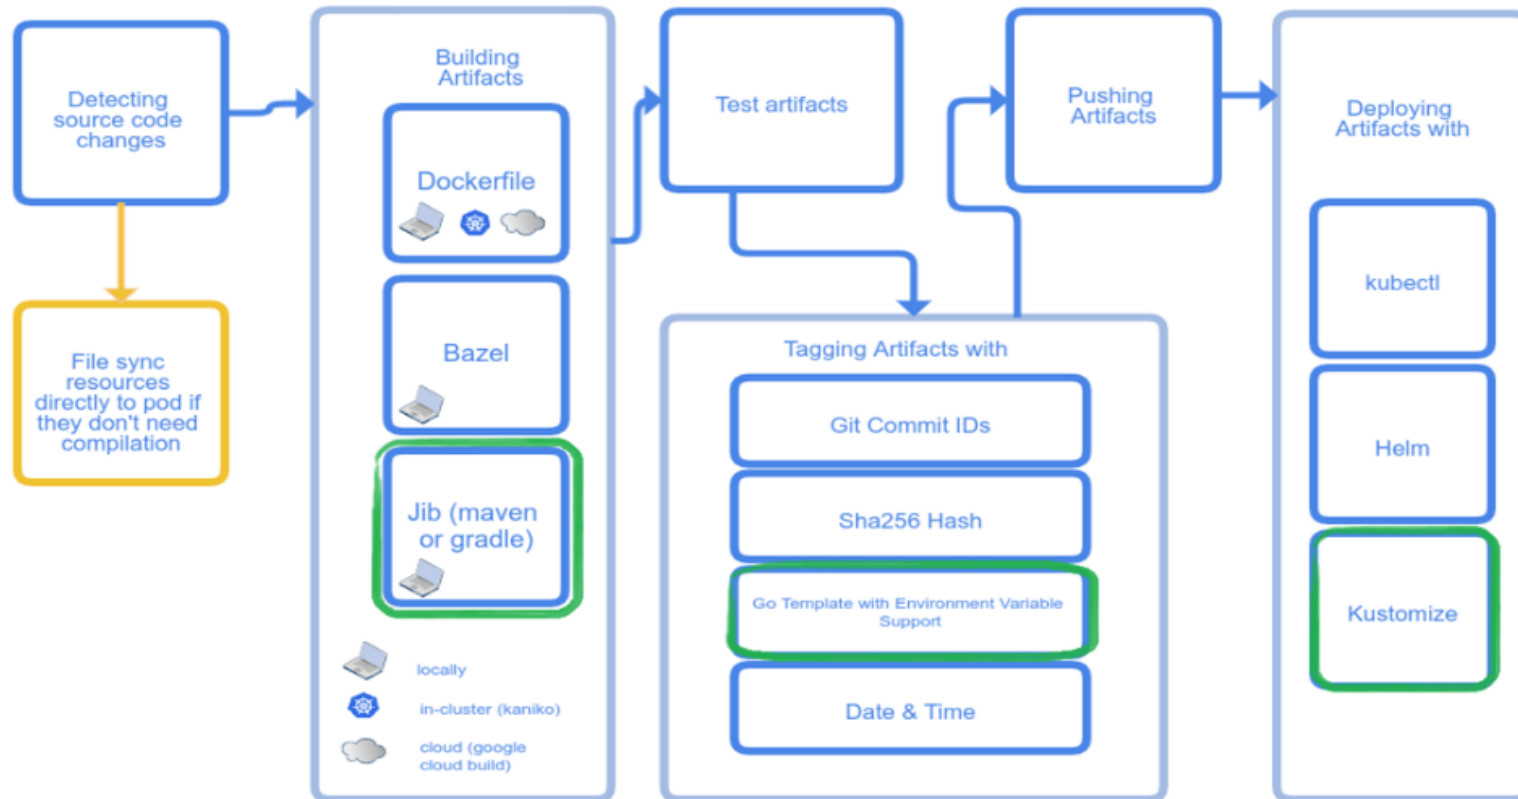 Detecting
source code
changes
File sync
resources
directly to pod if
they don't need
compilation
Building
Artifacts
Dockerfile
Bazel
Jib (maven
or gradle)
locally
in-cluster (kaniko)
cloud (google
cloud build)
Test artifacts
Tagging Artifacts with
Git Commit IDs
Sha256 Hash
Go Template with Environment Variable
Support
Date & Time
Pushing
Artifacts
Deploying
Artifacts with
kubectl
Helm
Kustomize